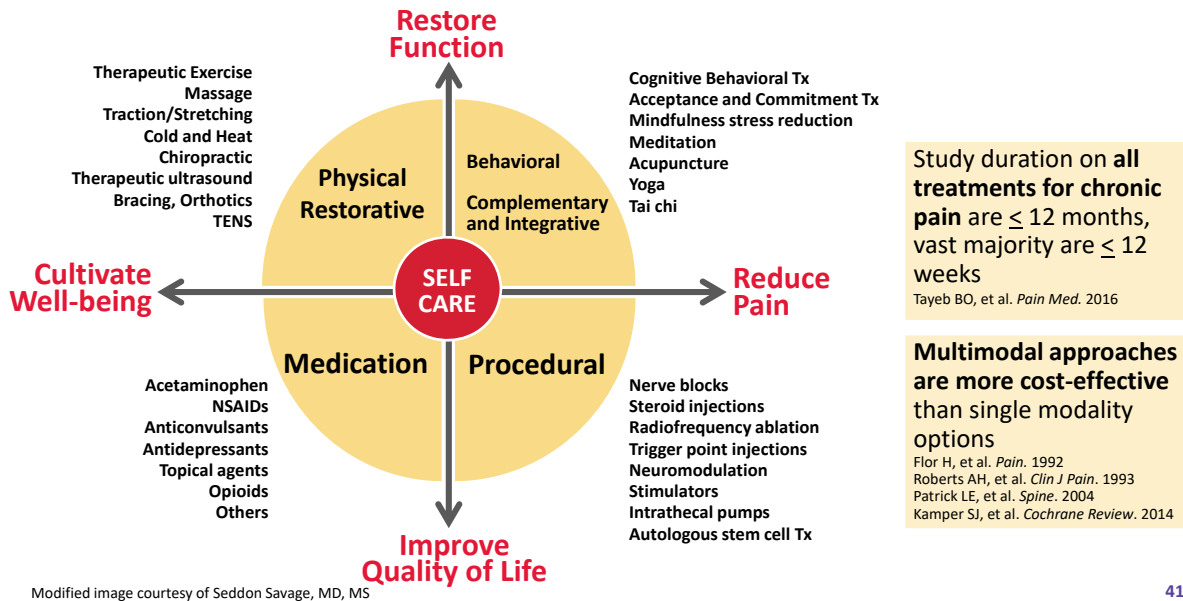 Restore
Function
Therapeutic Exercise
Massage
Traction/Stretching
Cold and Heat
Chiropractic
Therapeutic ultrasound
Bracing, Orthotics
TENS
Physical
Restorative
Behavioral
Complementary
and Integrative
Cognitive Behavioral Tx
Acceptance and Commitment Tx
Mindfulness stress reduction
Meditation
Acupuncture
Yoga
Tai chi
Cultivate
Well-being
SELF
CARE
Reduce
Pain
Medication
Procedural
Acetaminophen
NSAIDs
Anticonvulsants
Antidepressants
Topical agents
Opioids
Others
Nerve blocks
Steroid injections
Radiofrequency ablation
Trigger point injections
Neuromodulation
Stimulators
Intrathecal pumps
Autologous stem cell Tx
Improve
Quality of Life
Study duration on all
treatments for chronic
pain are ≤ 12 months,
vast majority are ≤ 12
weeks
Tayeb BO, et al. Pain Med. 2016
Multimodal approaches
are more cost-effective
than single modality
options
Flor H, et al. Pain. 1992
Roberts AH, et al. Clin J Pain. 1993
Patrick LE, et al. Spine. 2004
Kamper SJ, et al. Cochrane Review. 2014
Modified image courtesy of Seddon Savage, MD, MS
41